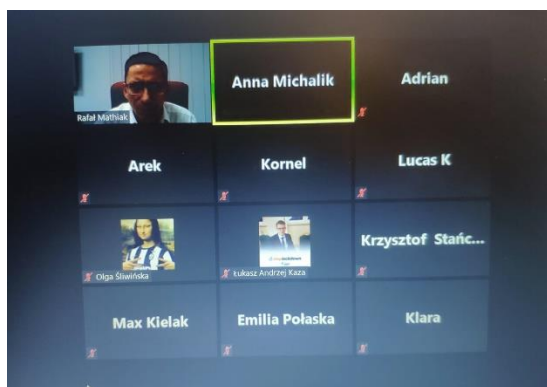 Rafał Mathiak
Anna Michalik
Adrian
Arek
Kornel
Lucas K
Olga Śliwińska
Łukasz Andrzej Kaza
Krzysztof Stańc...
Max Kielak
Emilia Połaska
Klara